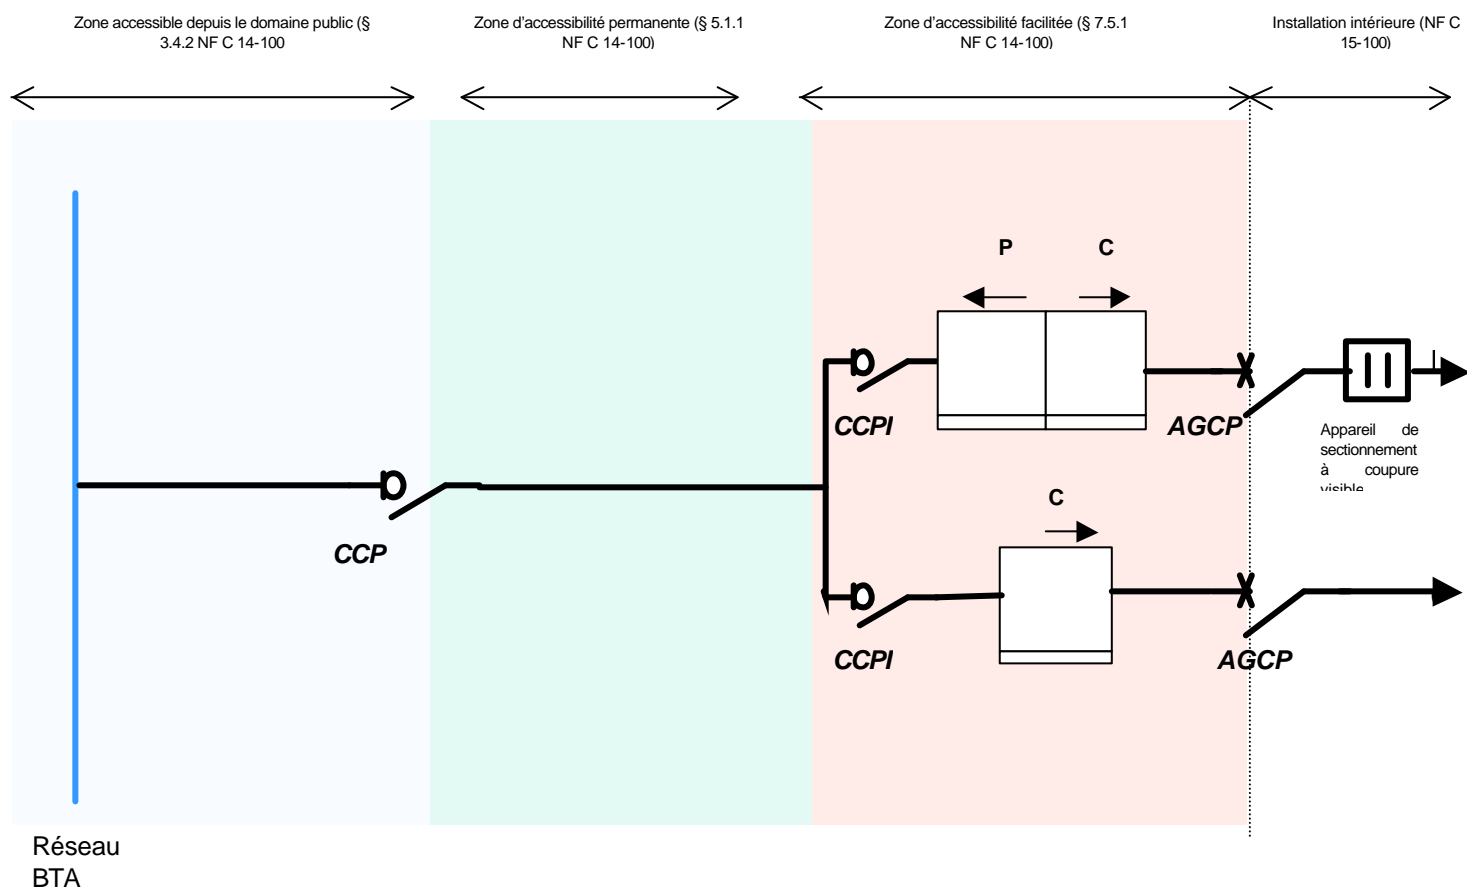 Zone accessible depuis le domaine public (§
3.4.2 NF C 14-100
Zone d'accessibilité permanente (§ 5.1.1
NF C 14-100)
Zone d'accessibilité facilitée (§ 7.5.1
NF C 14-100)
Installation intérieure (NF C
15-100)
P
C
CCPI
AGCP
Appareil de
sectionnement
à coupure
visible
C
CCP
CCPI
AGCP
Réseau
BTA